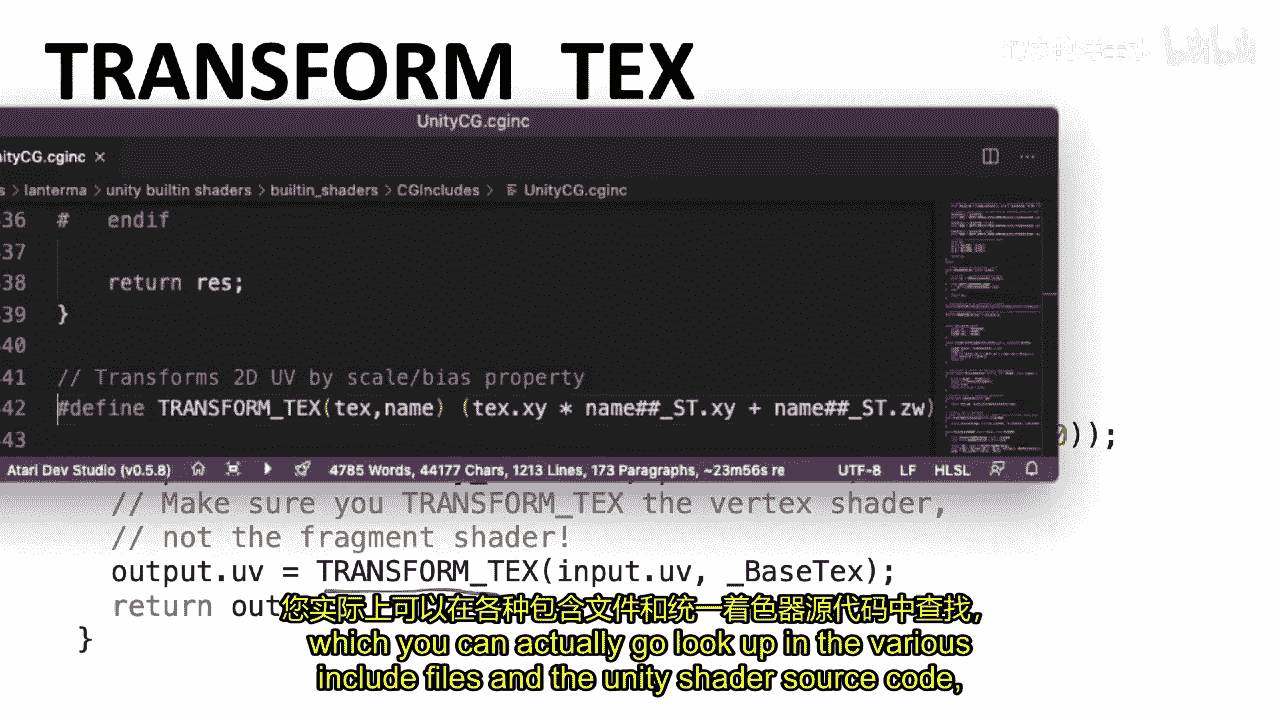 TRANSFORM_TEX
bilibili
UnityCG.cginc
ityCG.cginc ×
s > lanterma > unity builtin shaders > builtin_shaders > CGIncludes > UnityCG.cginc
36 # endif
37
38 return res;
39 }
40
41 // Transforms 2D UV by scale/bias property
42 #define TRANSFORM_TEX(tex,name) (tex.xy * name##_ST.xy + name##_ST.zw)
43
));
Atari Dev Studio (v0.5.8) 4785 Words, 44177 Chars, 1213 Lines, 173 Paragraphs, ~23m56s re UTF-8 LF HLSL
// Make sure you TRANSFORM_TEX the vertex shader,
// not the fragment shader!
output.uv = TRANSFORM_TEX(input.uv, _BaseTex);
return out
}
您实际上可以在各种包含文件和统一着色器源代码中查找，
which you can actually go look up in the various
include files and the unity shader source code,